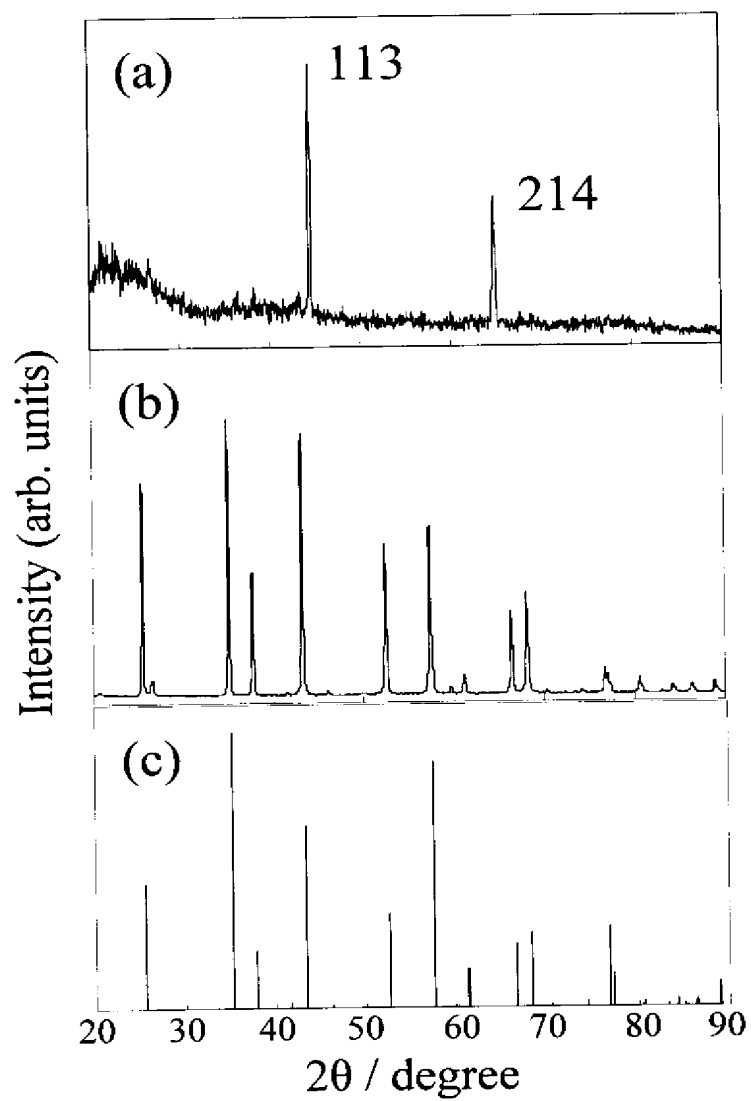 (a) 113
214
(b)
(c)
Intensity (arb. units)
20 30 40 50 60 70 80 90
2θ / degree